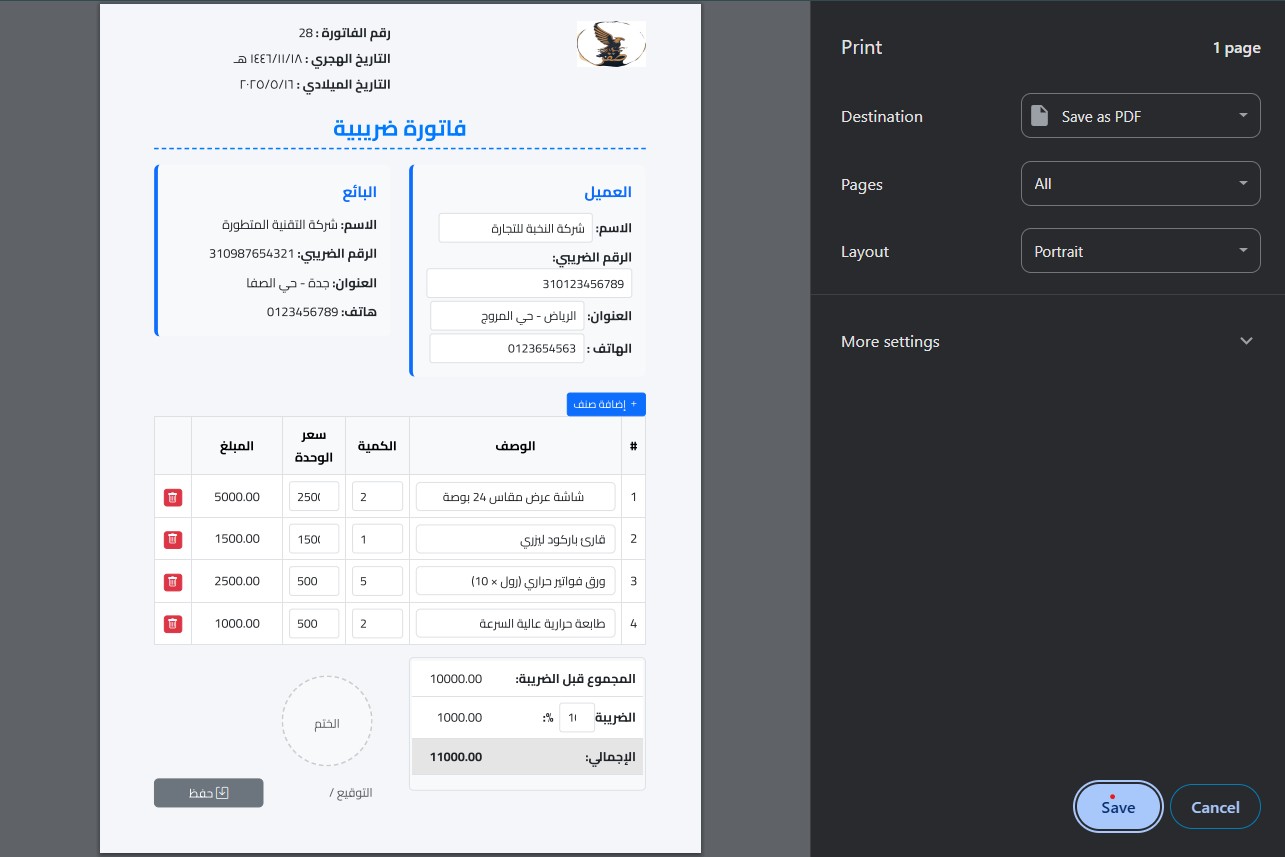 رقم الفاتورة : 28
التاريخ الهجري : ١٤٤٦/١١/١٨ هـ
التاريخ الميلادي : ٢٠٢٥/٥/١٦
فاتورة ضريبية
العميل
الاسم: شركة النخبة للتجارة
الرقم الضريبي:
310123456789
العنوان: الرياض - حي المروج
الهاتف : 0123654563
البائع
الاسم: شركة التقنية المتطورة
الرقم الضريبي: 310987654321
العنوان: جدة - حي الصفا
هاتف: 0123456789
+ إضافة صنف
# الوصف الكمية سعر الوحدة المبلغ
1 شاشة عرض مقاس 24 بوصة 2 2500 5000.00
2 قارئ باركود ليزري 1 1500 1500.00
3 ورق فواتير حراري (رول × 10) 5 500 2500.00
4 طابعة حرارية عالية السرعة 2 500 1000.00
المجموع قبل الضريبة: 10000.00
الضريبة 10 %: 1000.00
الإجمالي: 11000.00
الختم
التوقيع /
حفظ
Print 1 page
Destination Save as PDF
Pages All
Layout Portrait
More settings
Save Cancel